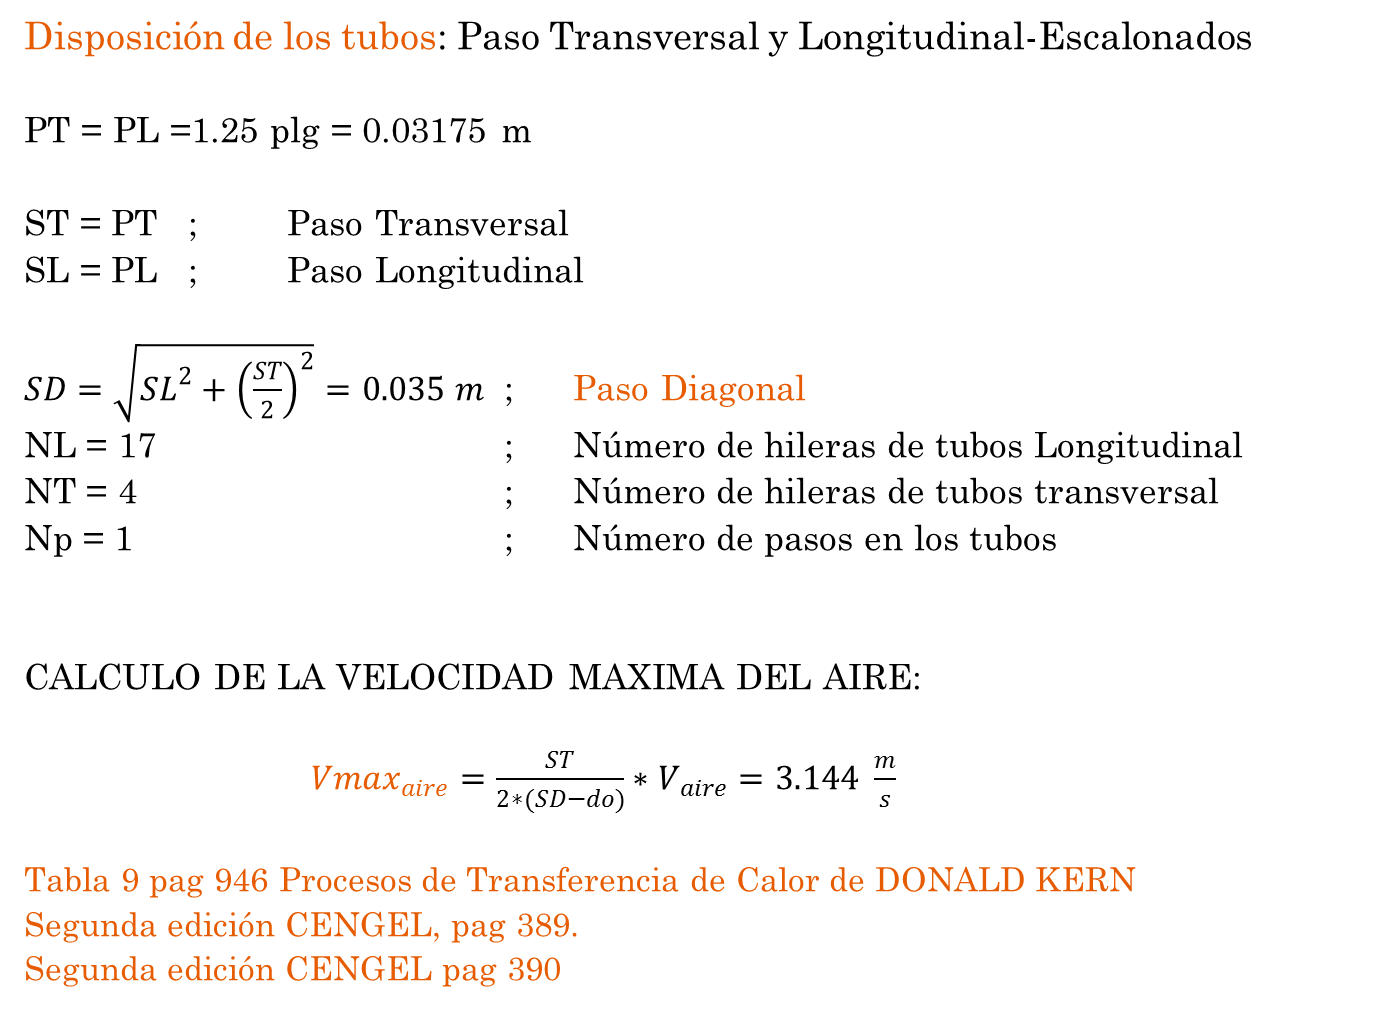 Disposición de los tubos: Paso Transversal y Longitudinal-Escalonados
PT = PL =1.25 plg = 0.03175 m
ST = PT ; Paso Transversal
SL = PL ; Paso Longitudinal
SD = √(SL² + (ST/2)²) = 0.035 m ; Paso Diagonal
NL = 17 ; Número de hileras de tubos Longitudinal
NT = 4 ; Número de hileras de tubos transversal
Np = 1 ; Número de pasos en los tubos
CALCULO DE LA VELOCIDAD MAXIMA DEL AIRE:
Vmax_aire = ST/(2*(SD−do)) * V_aire = 3.144 m/s
Tabla 9 pag 946 Procesos de Transferencia de Calor de DONALD KERN
Segunda edición CENGEL, pag 389.
Segunda edición CENGEL pag 390